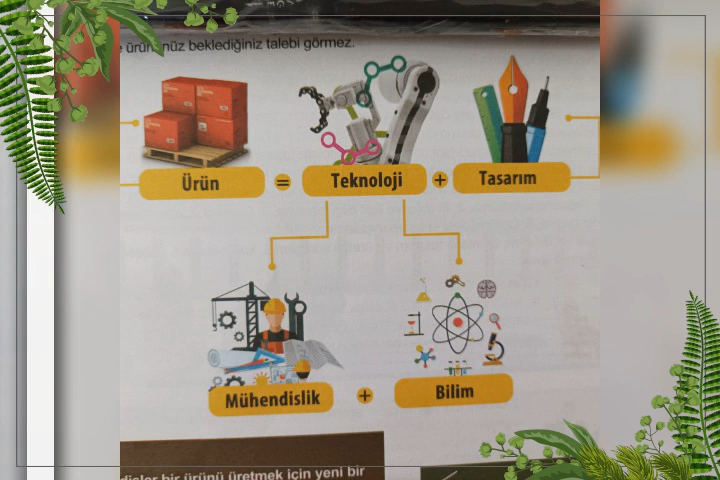 ürününüz beklediğiniz talebi görmez.
Ürün = Teknoloji + Tasarım
Mühendislik + Bilim
bir ürünü üretmek için yeni bir